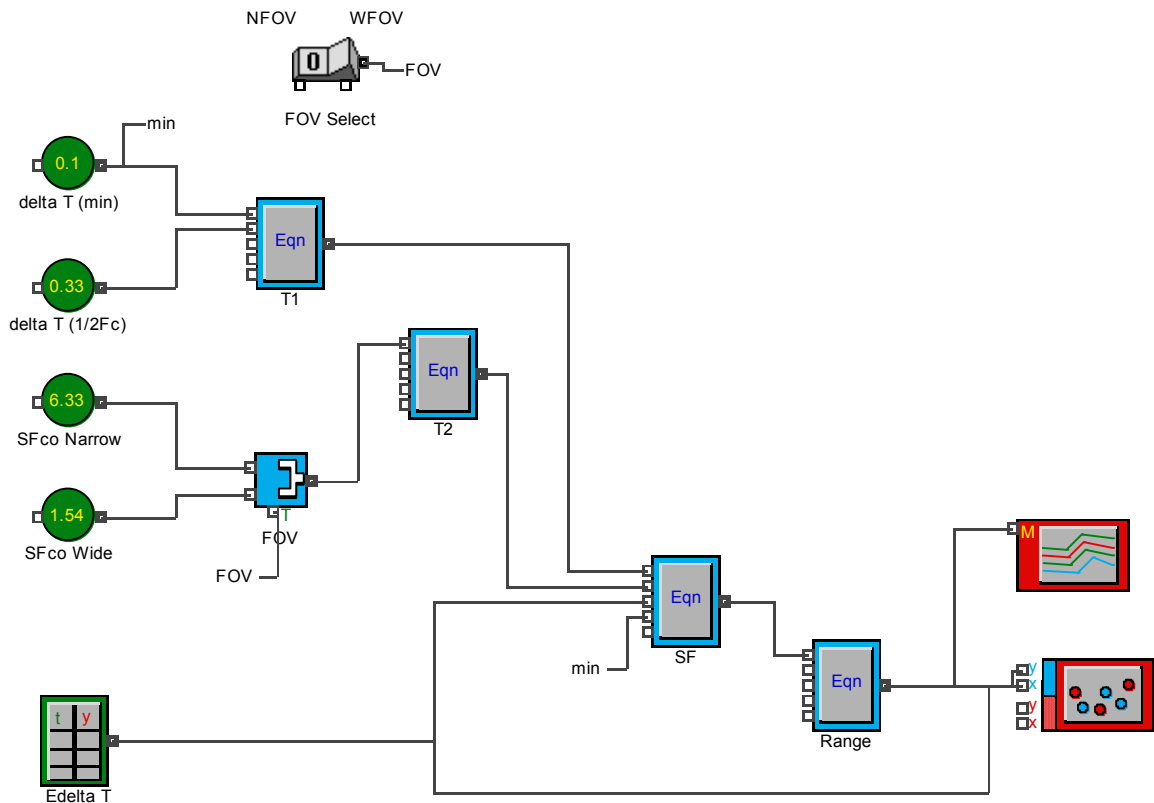 NFOV WFOV
0
FOV
FOV Select
min
0.1
delta T (min)
Eqn
T1
0.33
delta T (1/2Fc)
Eqn
T2
6.33
SFco Narrow
1.54
SFco Wide
T
FOV
FOV
M
Eqn
SF
min
Eqn
Range
y
x
y
x
t y
Edelta T